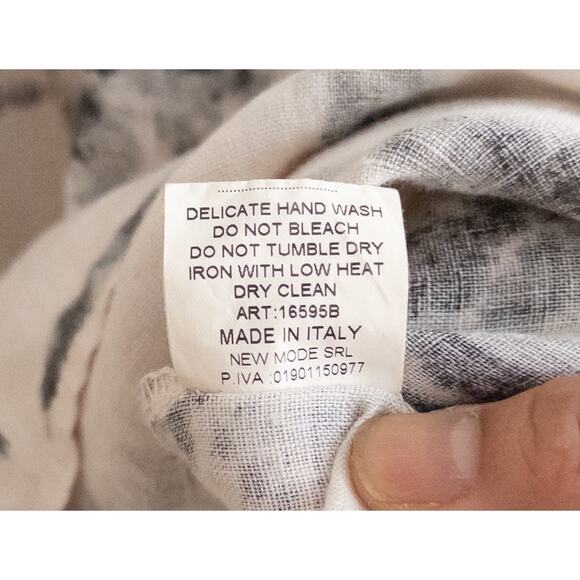 DELICATE HAND WASH
DO NOT BLEACH
DO NOT TUMBLE DRY
IRON WITH LOW HEAT
DRY CLEAN
ART:16595B
MADE IN ITALY
NEW MODE SRL
P.IVA :01901150977